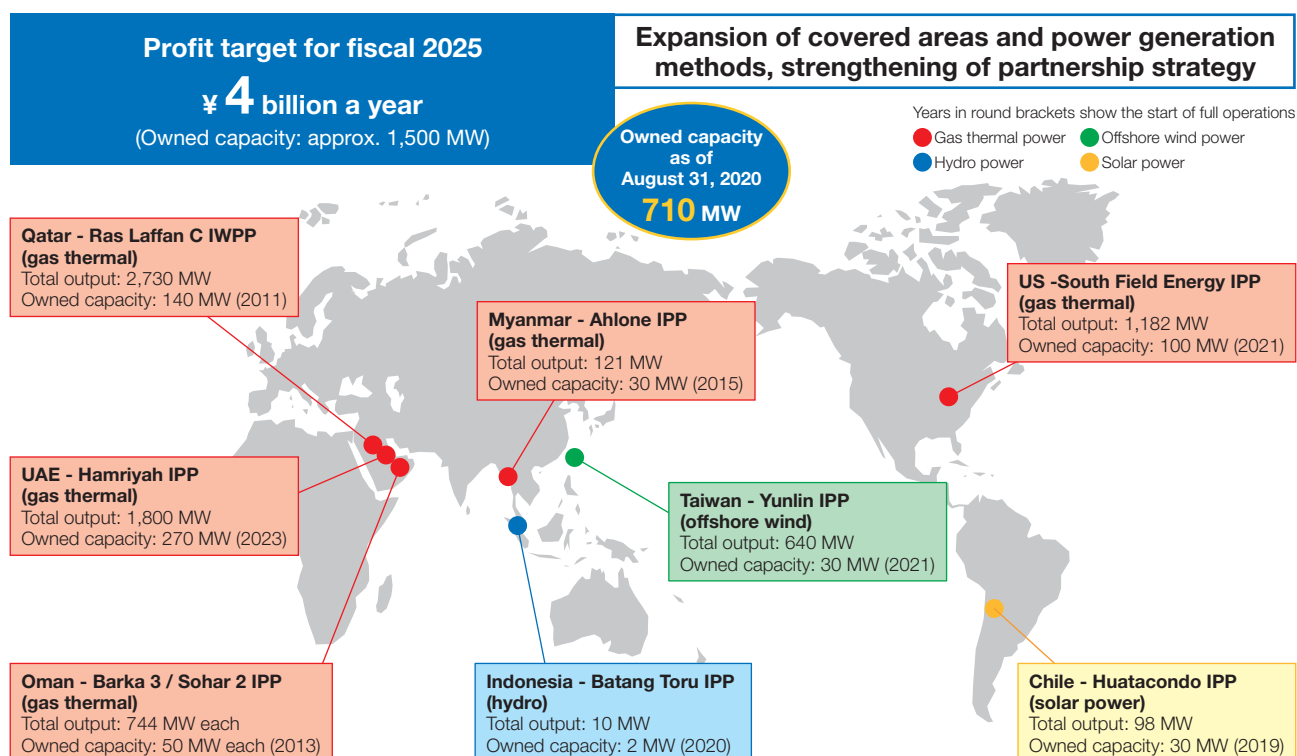 Profit target for fiscal 2025
¥ 4 billion a year
(Owned capacity: approx. 1,500 MW)
Expansion of covered areas and power generation
methods, strengthening of partnership strategy
Years in round brackets show the start of full operations
Gas thermal power
Offshore wind power
Hydro power
Solar power
Owned capacity
as of
August 31, 2020
710 MW
Qatar - Ras Laffan C IWPP
(gas thermal)
Total output: 2,730 MW
Owned capacity: 140 MW (2011)
Myanmar - Ahlone IPP
(gas thermal)
Total output: 121 MW
Owned capacity: 30 MW (2015)
US -South Field Energy IPP
(gas thermal)
Total output: 1,182 MW
Owned capacity: 100 MW (2021)
UAE - Hamriyah IPP
(gas thermal)
Total output: 1,800 MW
Owned capacity: 270 MW (2023)
Taiwan - Yunlin IPP
(offshore wind)
Total output: 640 MW
Owned capacity: 30 MW (2021)
Oman - Barka 3 / Sohar 2 IPP
(gas thermal)
Total output: 744 MW each
Owned capacity: 50 MW each (2013)
Indonesia - Batang Toru IPP
(hydro)
Total output: 10 MW
Owned capacity: 2 MW (2020)
Chile - Huatacondo IPP
(solar power)
Total output: 98 MW
Owned capacity: 30 MW (2019)